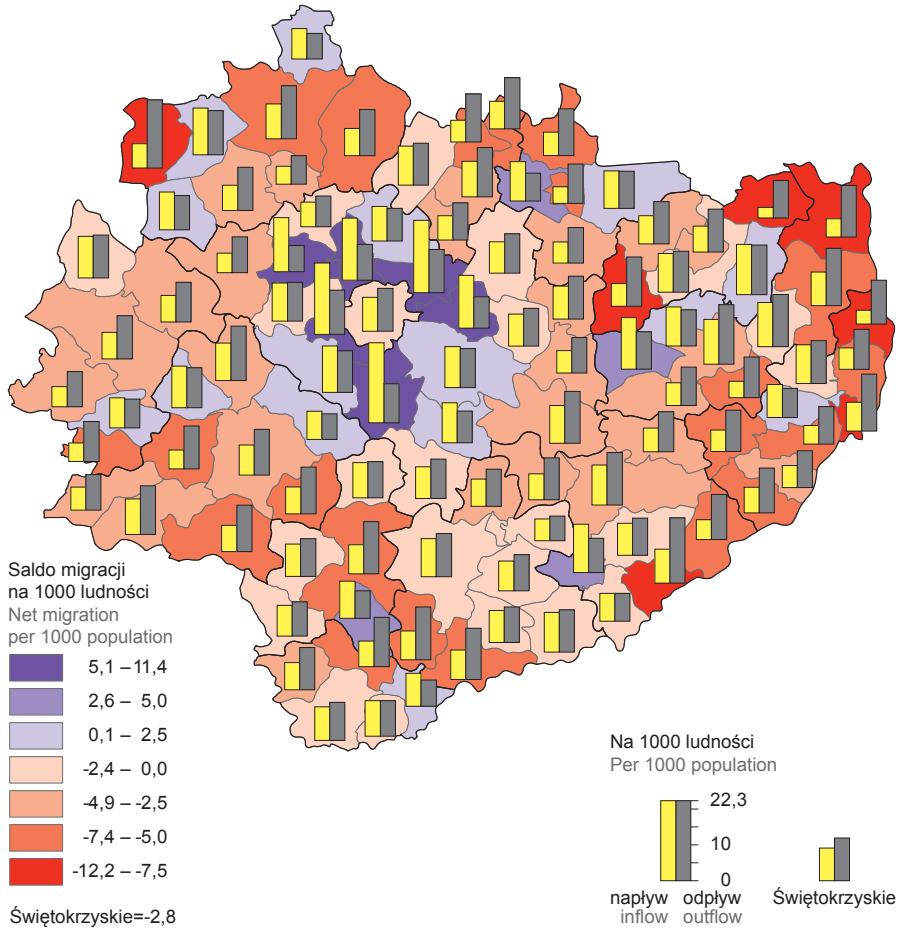 Saldo migracji
na 1000 ludności
Net migration
per 1000 population
5,1 – 11,4
2,6 – 5,0
0,1 – 2,5
-2,4 – 0,0
-4,9 – -2,5
-7,4 – -5,0
-12,2 – -7,5
Świętokrzyskie=-2,8
Na 1000 ludności
Per 1000 population
22,3
10
0
napływ odpływ Świętokrzyskie
inflow outflow